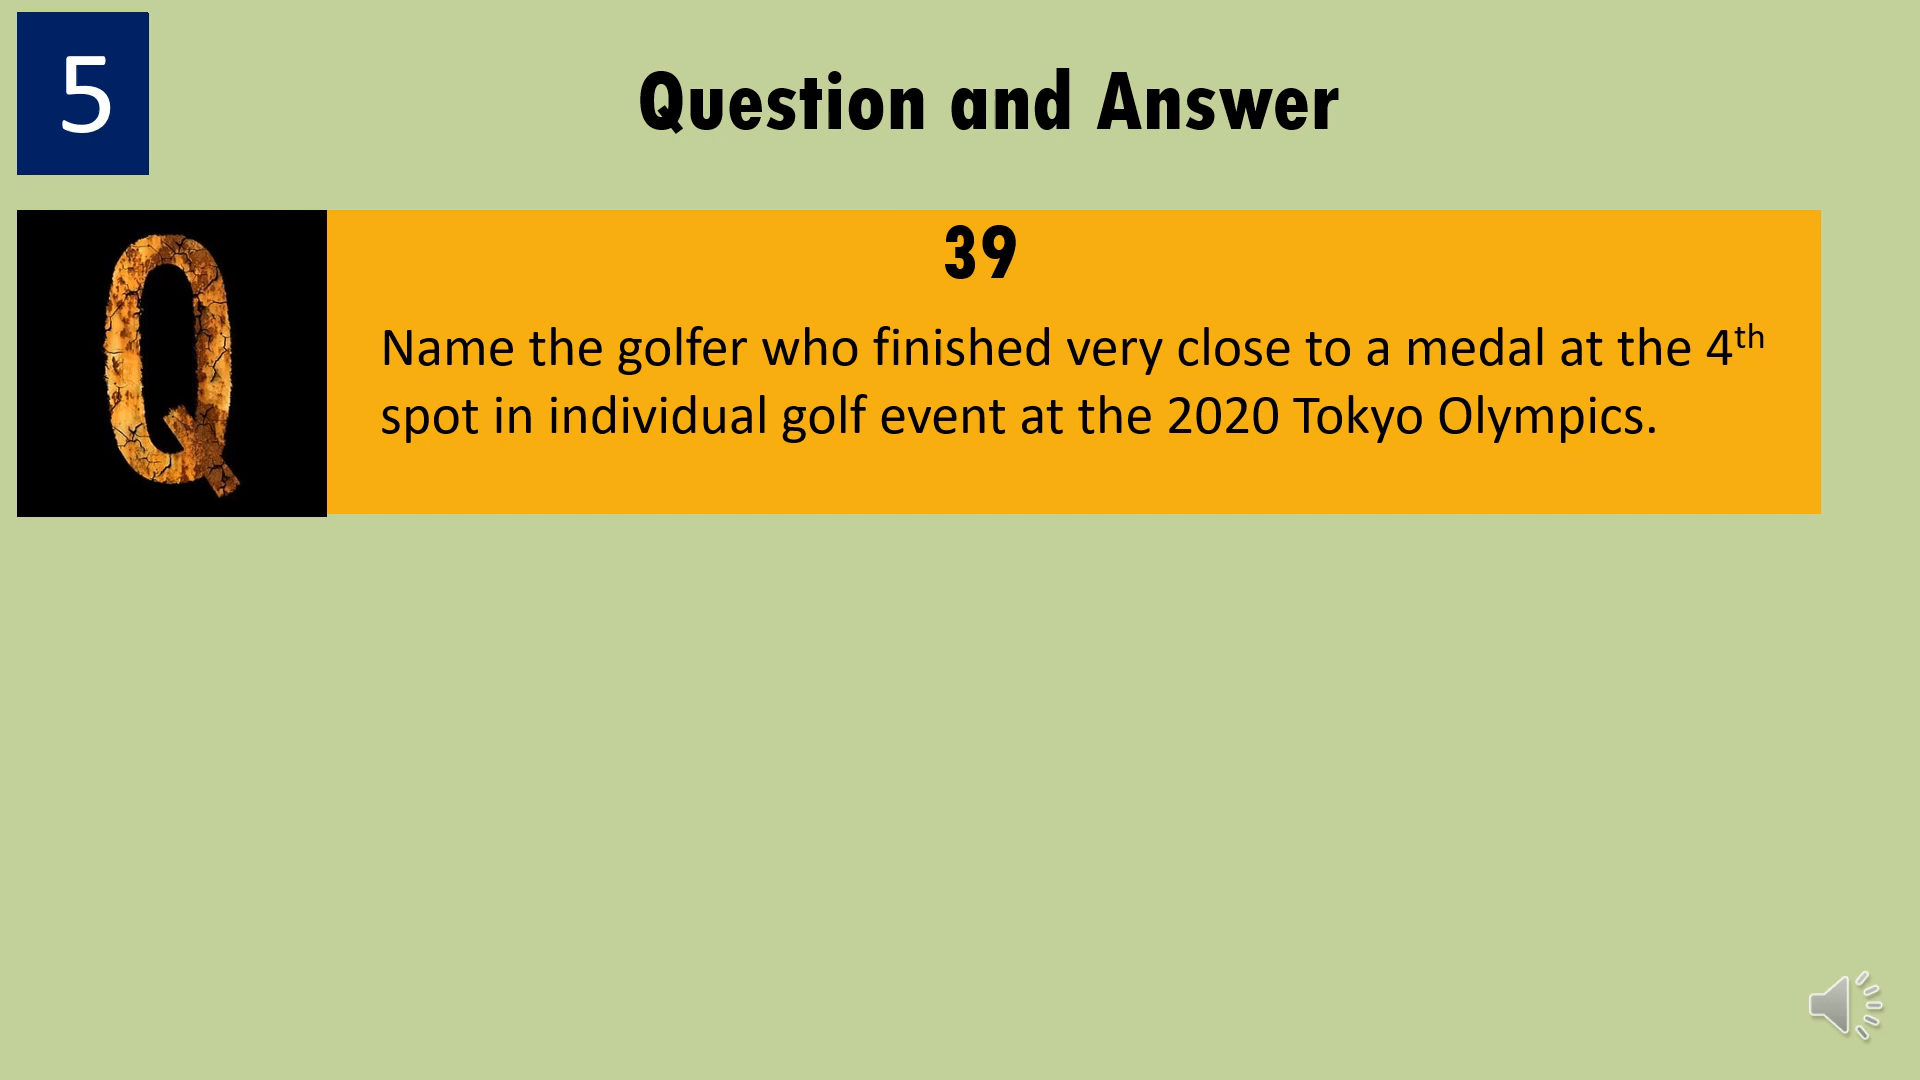 5
Question and Answer
Q
39
Name the golfer who finished very close to a medal at the 4th
spot in individual golf event at the 2020 Tokyo Olympics.